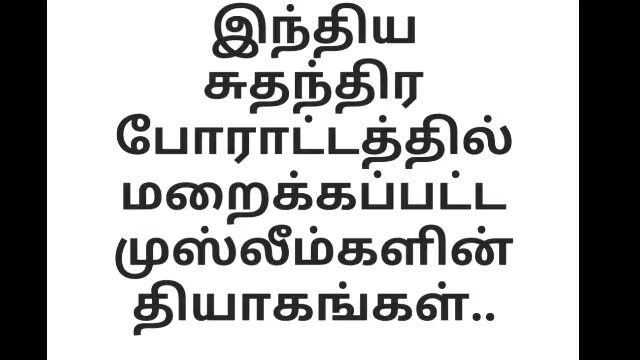 இந்திய
சுதந்திர
போராட்டத்தில்
மறைக்கப்பட்ட
முஸ்லீம்களின்
தியாகங்கள்..